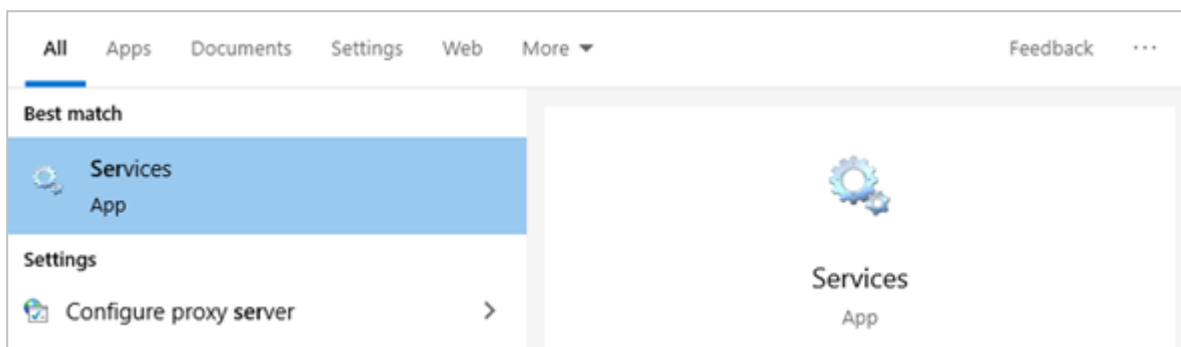 All Apps Documents Settings Web More Feedback ...
Best match
Services
App
Settings
Configure proxy server
Services
App